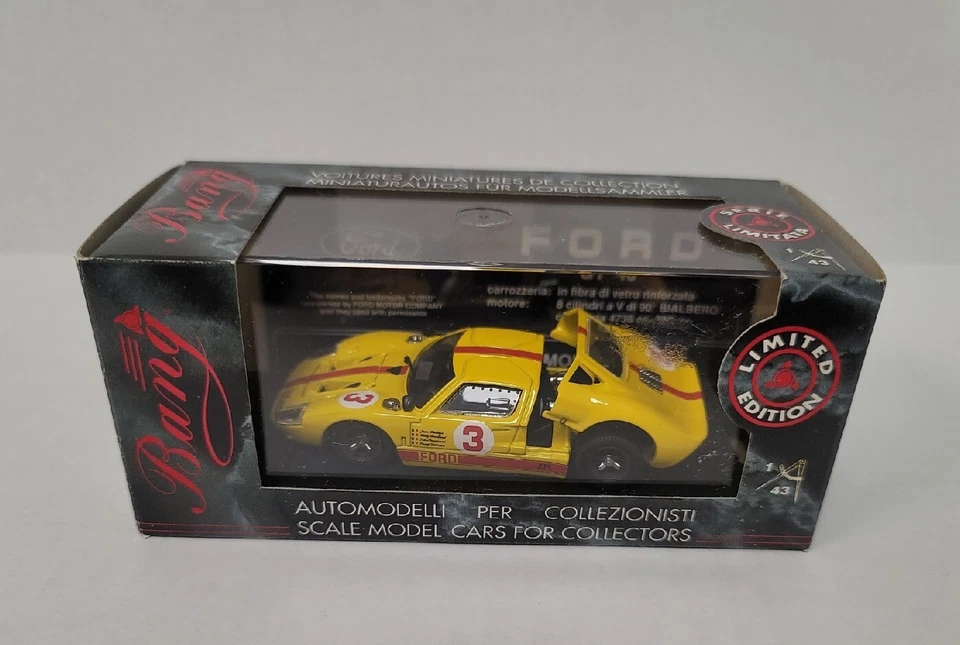 VOITURES MINIATURES DE COLLECTION
MINIATURAUTOS FÜR MODELLSAMMLER
Bang
SERIE LIMITATA
1
43
Ford
FORD
carrozzeria: in fibra di vetro rinforzata
motore: 8 cilindri a V di 90° BIALBERO
MO
3
3
FORD
Bang
LIMITED EDITION
1
43
AUTOMODELLI PER COLLEZIONISTI
SCALE MODEL CARS FOR COLLECTORS